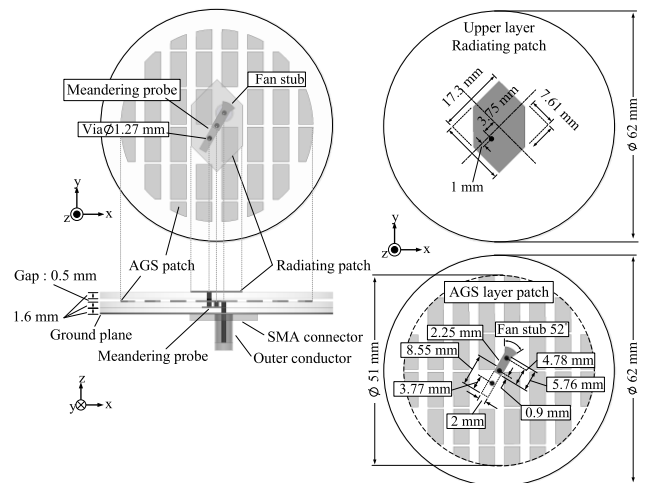 Fan stub
Meandering probe
Via∅1.27 mm
y
z
x
AGS patch
Radiating patch
Gap : 0.5 mm
1.6 mm
Ground plane
SMA connector
Meandering probe
Outer conductor
z
y
x
Upper layer
Radiating patch
17.3 mm
3.75 mm
7.61 mm
1 mm
ϕ 62 mm
y
z
x
AGS layer patch
2.25 mm
Fan stub 52°
8.55 mm
4.78 mm
3.77 mm
5.76 mm
0.9 mm
2 mm
ϕ 51 mm
ϕ 62 mm